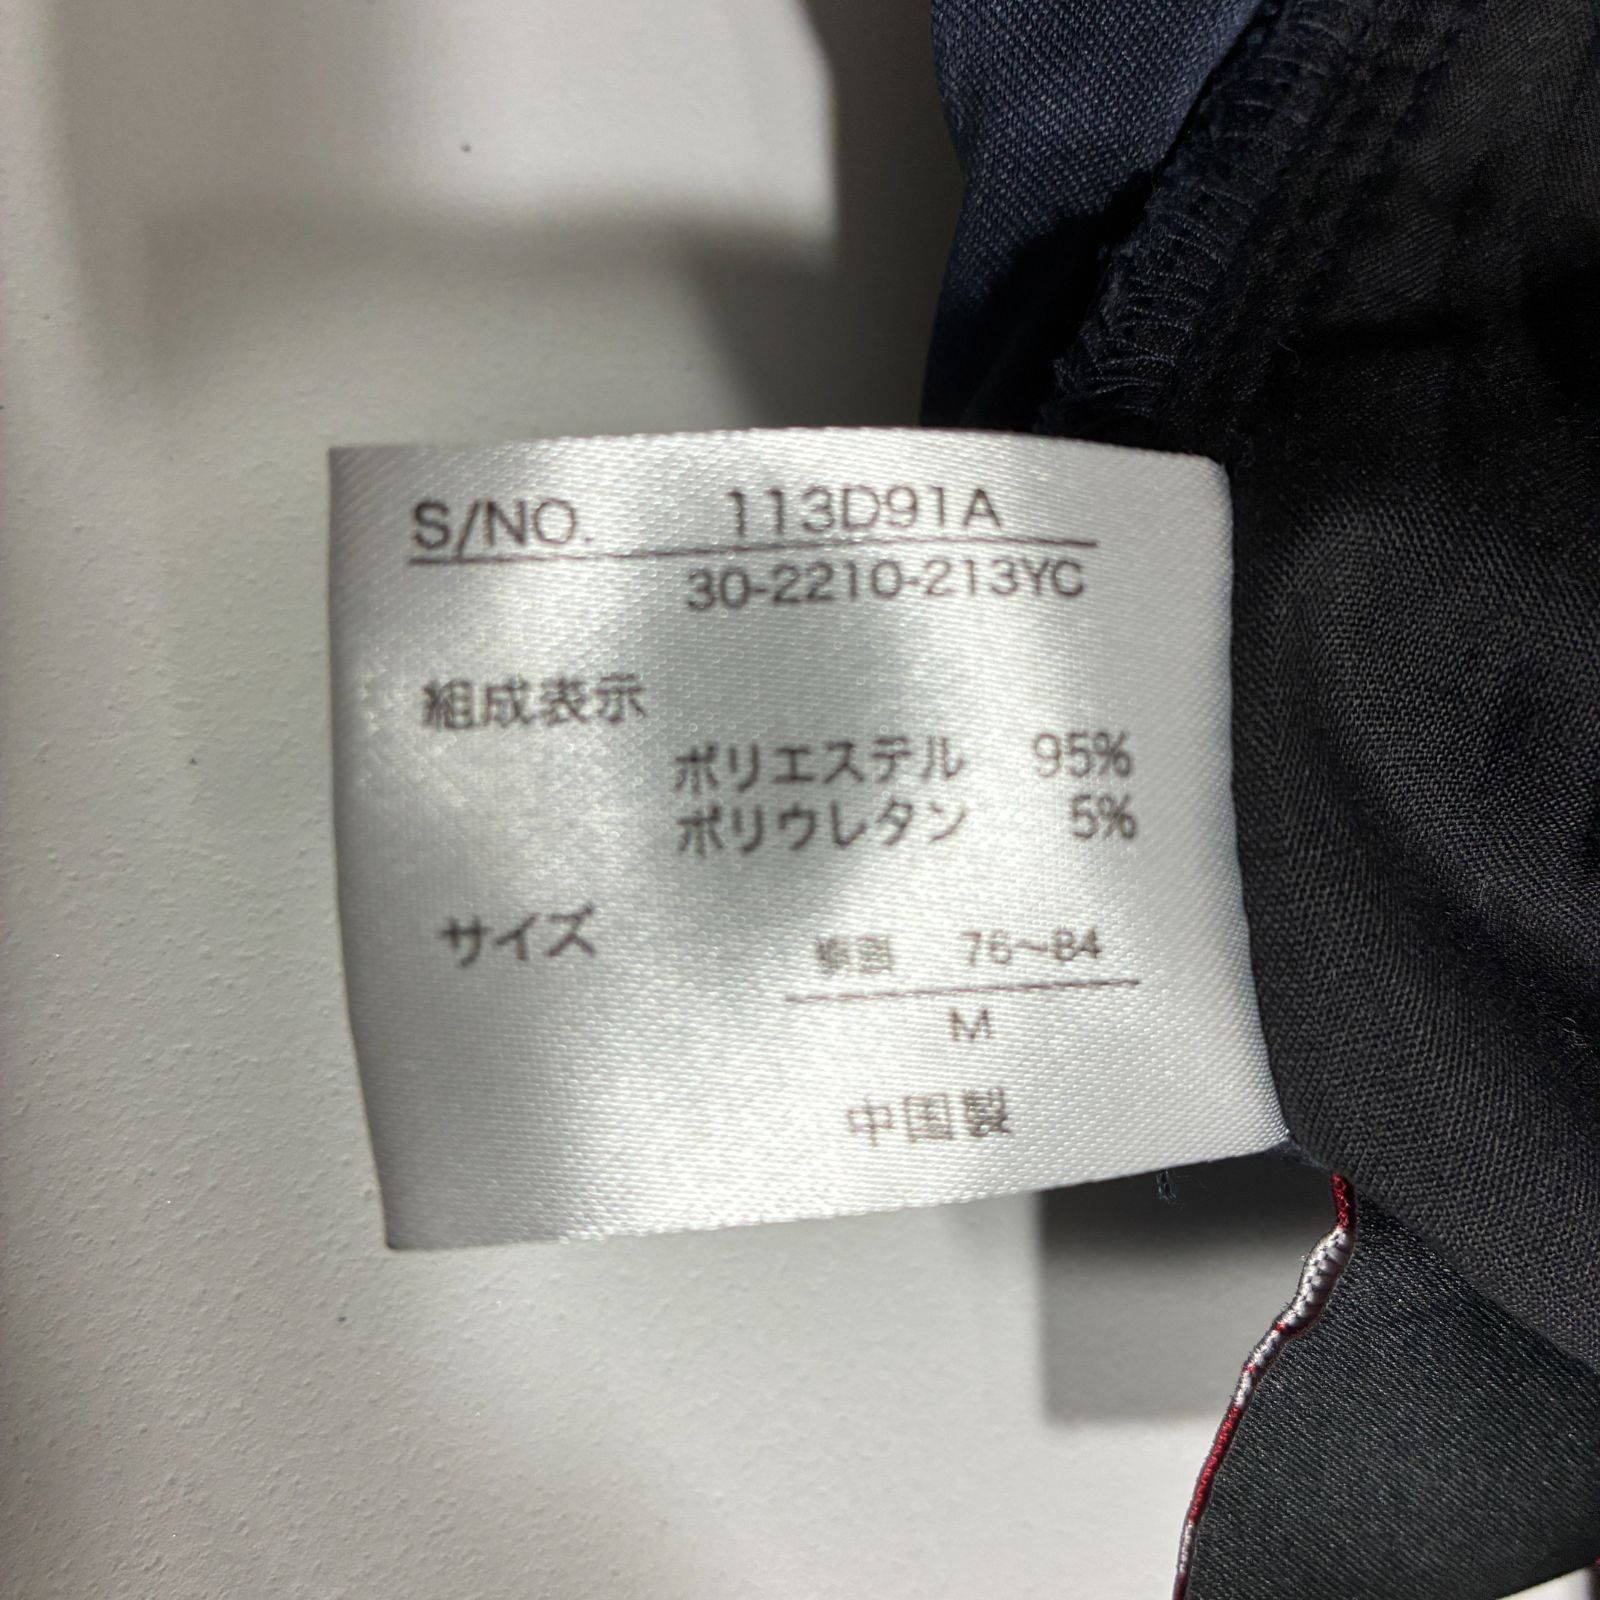 S/NO. 113D91A
30-2210-213YC
組成表示
ポリエステル 95%
ポリウレタン 5%
サイズ 76~84
M
中国製